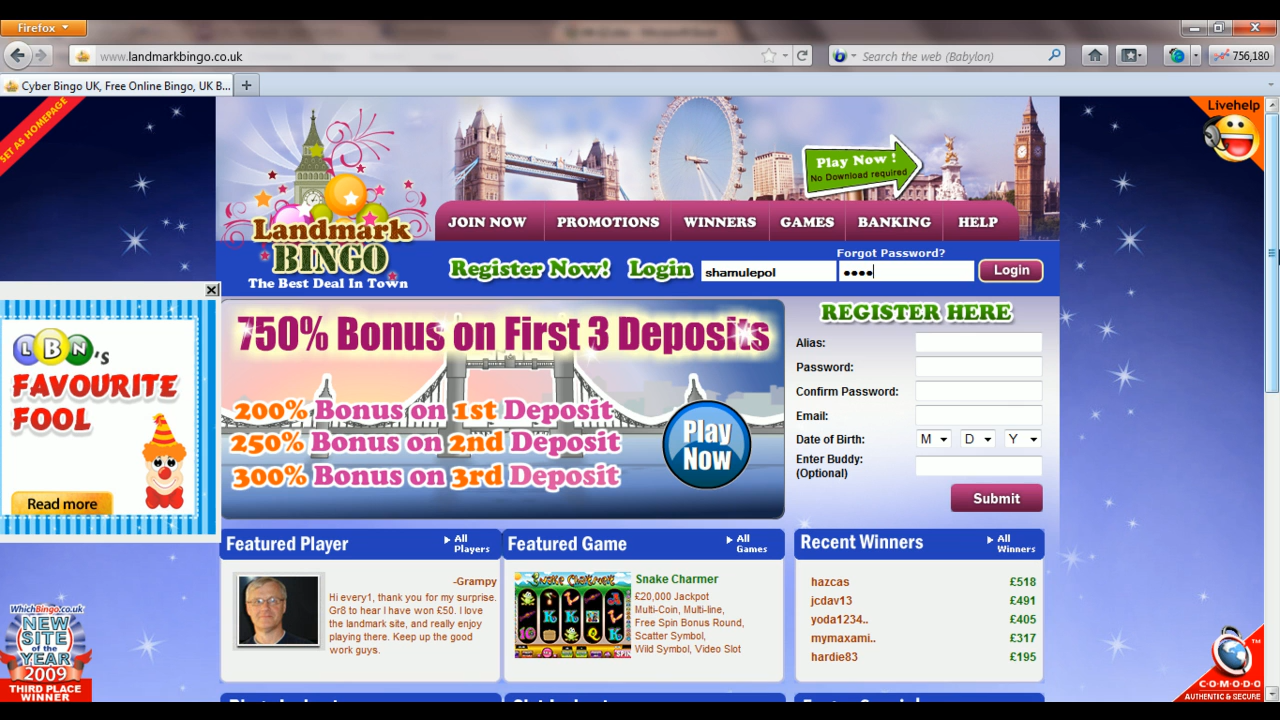 Firefox
www.landmarkbingo.co.uk
Search the web (Babylon)
756,180
Cyber Bingo UK, Free Online Bingo, UK B...
SET AS HOMEPAGE
Livehelp
Play Now !
No Download required
Landmark
BINGO
The Best Deal In Town
JOIN NOW
PROMOTIONS
WINNERS
GAMES
BANKING
HELP
Forgot Password?
Register Now!
Login
shamulepol
Login
LBN's
FAVOURITE
FOOL
Read more
750% Bonus on First 3 Deposits
200% Bonus on 1st Deposit
250% Bonus on 2nd Deposit
300% Bonus on 3rd Deposit
Play
Now
REGISTER HERE
Alias:
Password:
Confirm Password:
Email:
Date of Birth:
M
D
Y
Enter Buddy:
(Optional)
Submit
Featured Player
All
Players
-Grampy
Hi every1, thank you for my surprise.
Gr8 to hear I have won £50. I love
the landmark site, and really enjoy
playing there. Keep up the good
work guys.
Featured Game
All
Games
Snake Charmer
Snake Charmer
£20,000 Jackpot
Multi-Coin, Multi-line,
Free Spin Bonus Round,
Scatter Symbol,
Wild Symbol, Video Slot
Recent Winners
All
Winners
hazcas £518
jcdav13 £491
yoda1234.. £405
mymaxami.. £317
hardie83 £195
WhichBingo.co.uk
NEW
SITE
of the
YEAR
2009
THIRD PLACE
WINNER
COMODO
TM
AUTHENTIC & SECURE